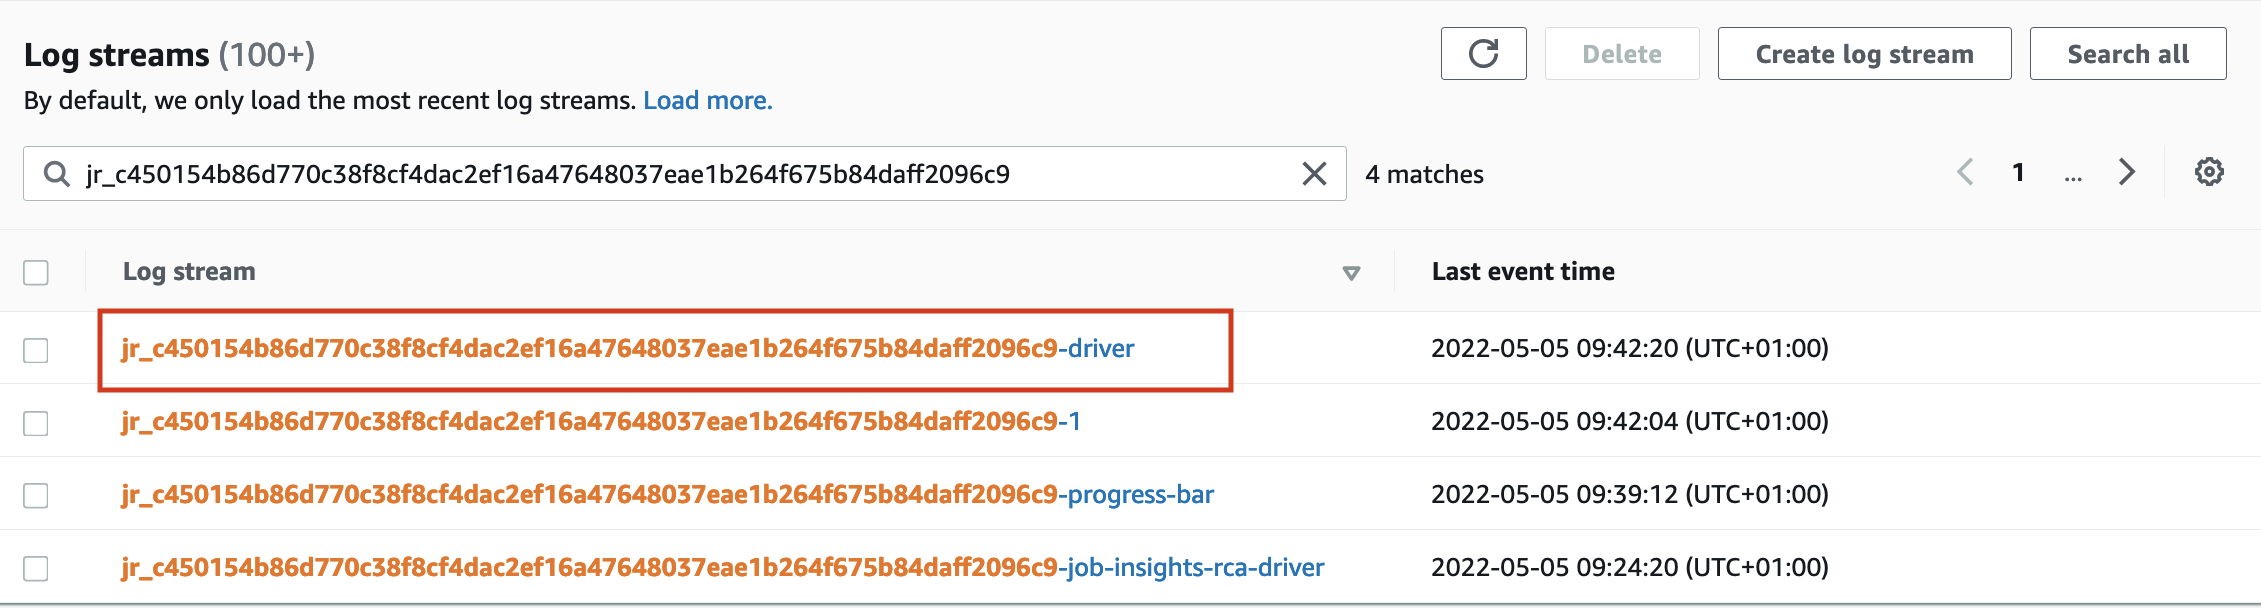 Log streams (100+)
Delete
Create log stream
Search all
By default, we only load the most recent log streams. Load more.
jr_c450154b86d770c38f8cf4dac2ef16a47648037eae1b264f675b84daff2096c9
4 matches
1
...
Log stream
Last event time
jr_c450154b86d770c38f8cf4dac2ef16a47648037eae1b264f675b84daff2096c9-driver
2022-05-05 09:42:20 (UTC+01:00)
jr_c450154b86d770c38f8cf4dac2ef16a47648037eae1b264f675b84daff2096c9-1
2022-05-05 09:42:04 (UTC+01:00)
jr_c450154b86d770c38f8cf4dac2ef16a47648037eae1b264f675b84daff2096c9-progress-bar
2022-05-05 09:39:12 (UTC+01:00)
jr_c450154b86d770c38f8cf4dac2ef16a47648037eae1b264f675b84daff2096c9-job-insights-rca-driver
2022-05-05 09:24:20 (UTC+01:00)